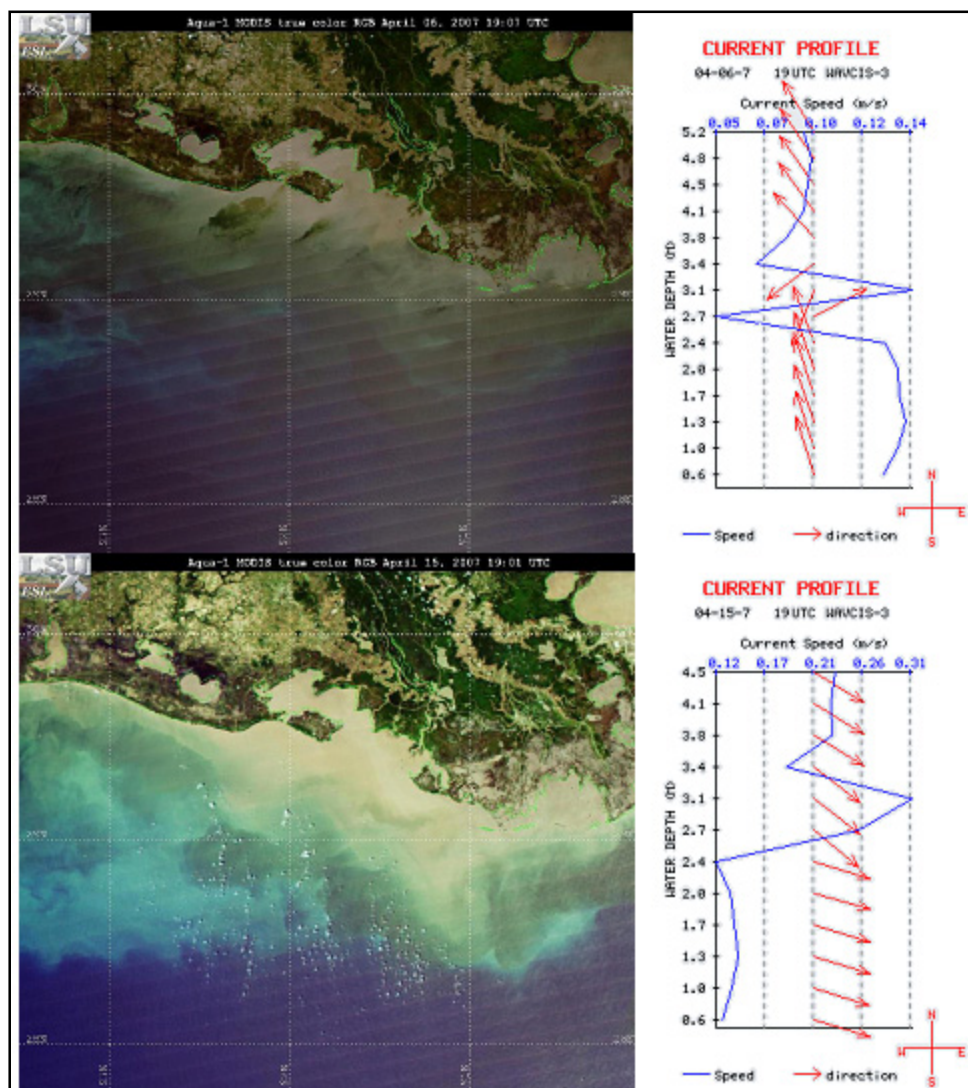 LSU
ESL
Aqua-1 MODIS true color RGB April 06, 2007 19:07 UTC
CURRENT PROFILE
04-06-7 19UTC WAVCIS-3
Current Speed (m/s)
0.05 0.07 0.10 0.12 0.14
WATER DEPTH (M)
5.2
4.8
4.5
4.1
3.8
3.4
3.1
2.7
2.4
2.0
1.7
1.3
1.0
0.6
N
W E
S
Speed direction
LSU
ESL
Aqua-1 MODIS true color RGB April 15, 2007 19:01 UTC
CURRENT PROFILE
04-15-7 19UTC WAVCIS-3
Current Speed (m/s)
0.12 0.17 0.21 0.26 0.31
WATER DEPTH (M)
4.5
4.1
3.8
3.4
3.1
2.7
2.4
2.0
1.7
1.3
1.0
0.6
N
W E
S
Speed direction